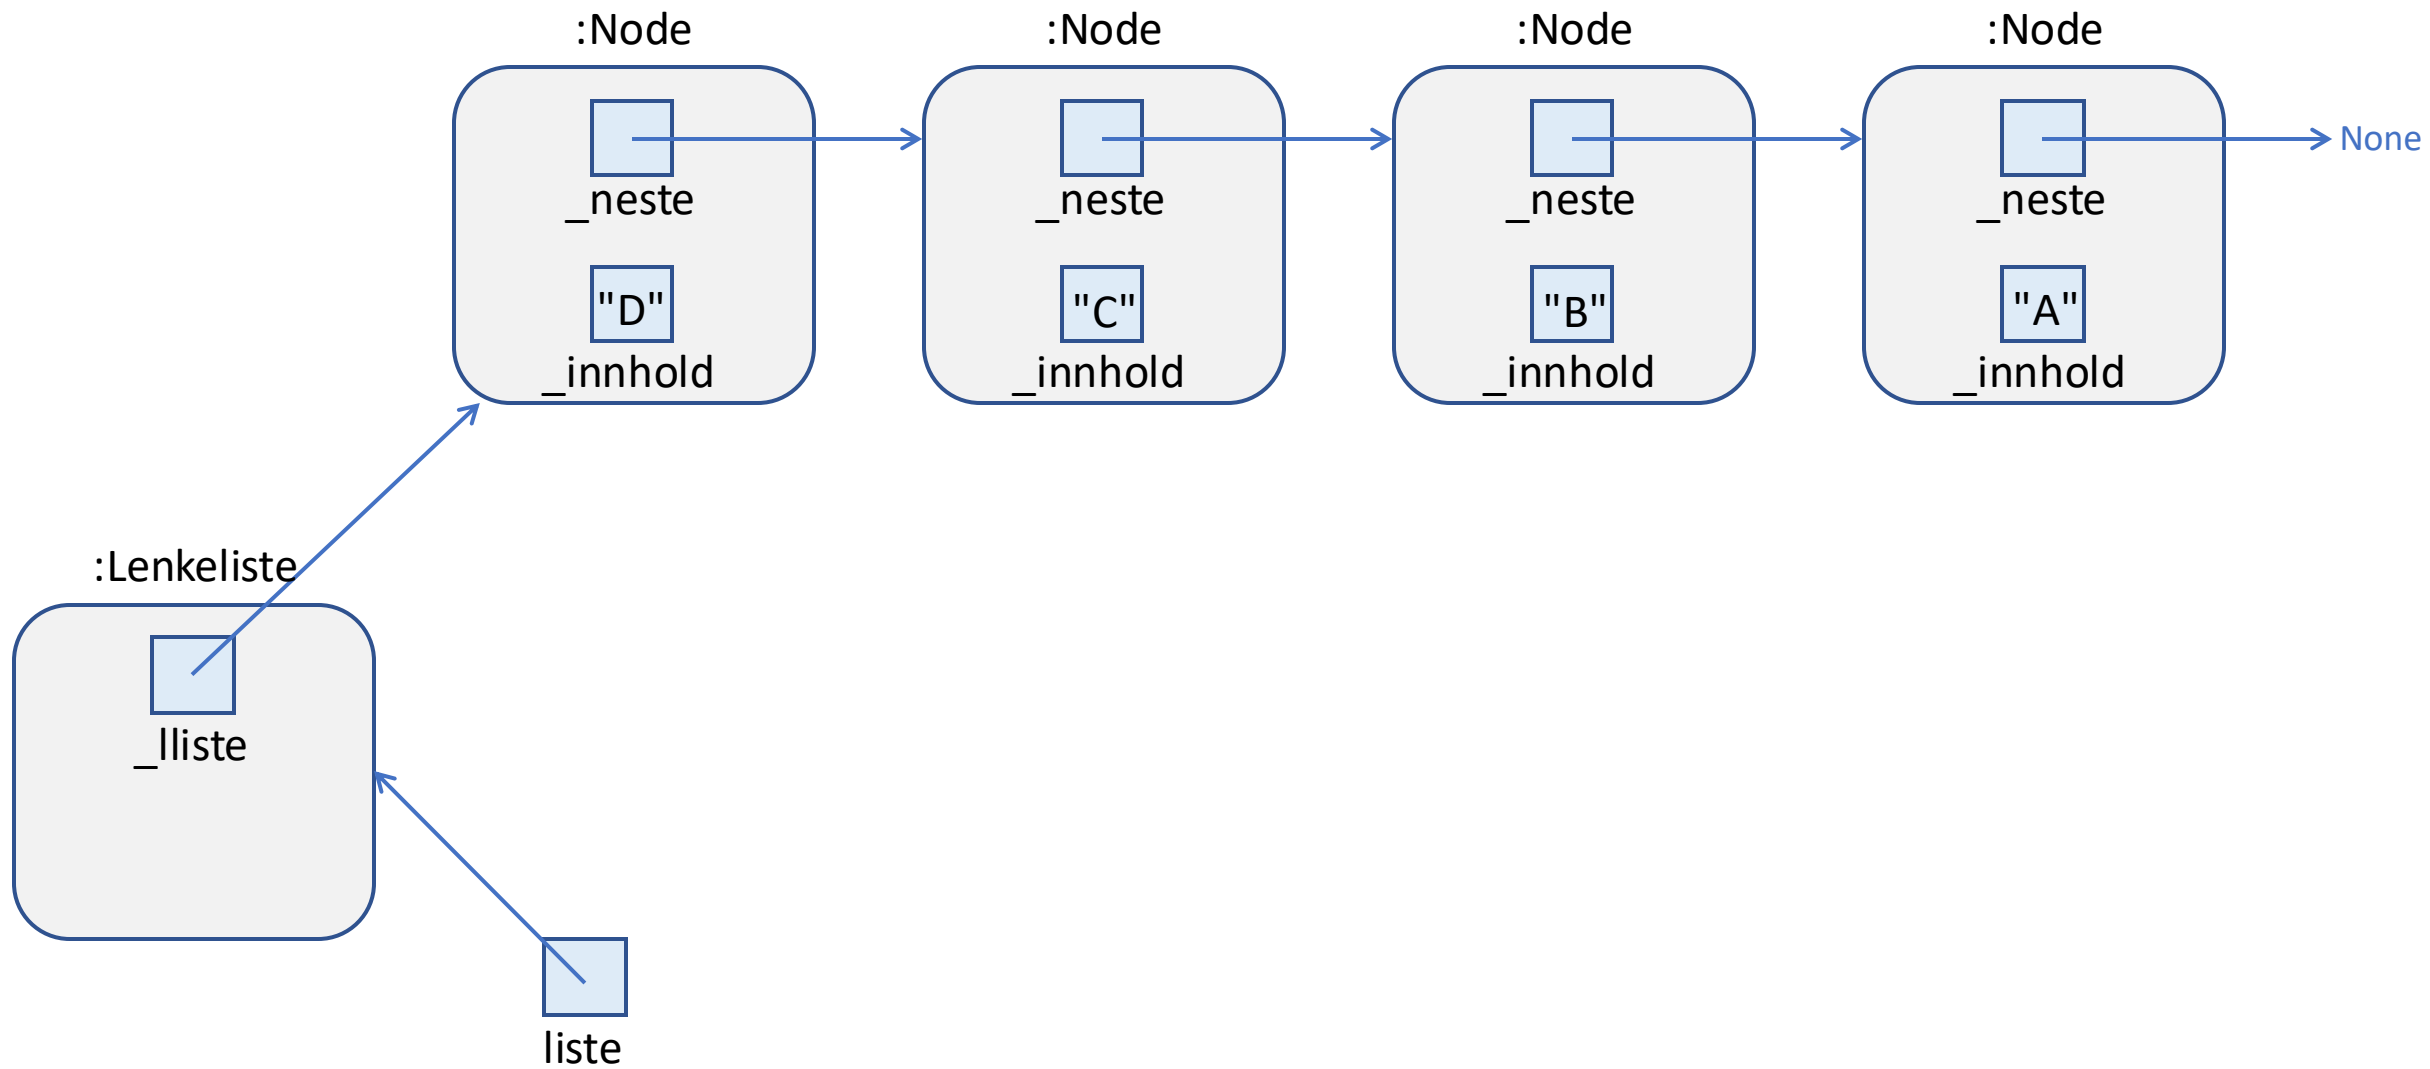 :Node :Node :Node :Node
None
_neste _neste _neste _neste
"D" "C" "B" "A"
_innhold _innhold _innhold _innhold
:Lenkeliste
_lliste
liste